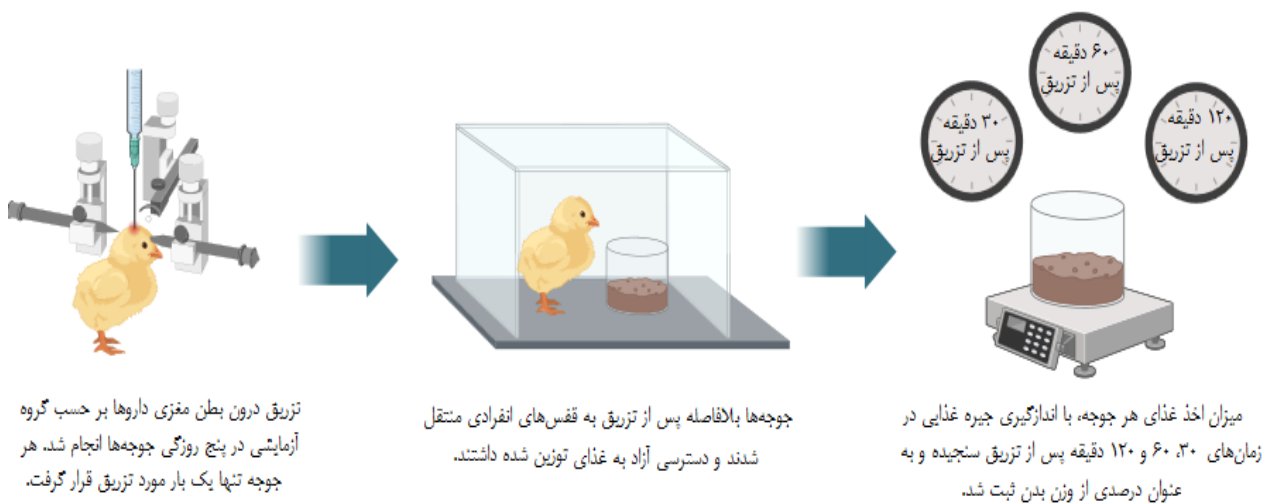 ۶۰ دقیقه
پس از تزریق
۳۰ دقیقه
پس از تزریق
۱۲۰ دقیقه
پس از تزریق
تزریق درون بطن مغزی داروها بر حسب گروه
آزمایشی در پنج روزگی جوجه‌ها انجام شد. هر
جوجه تنها یک بار مورد تزریق قرار گرفت.
جوجه‌ها بلافاصله پس از تزریق به قفس‌های انفرادی منتقل
شدند و دسترسی آزاد به غذای توزین شده داشتند.
میزان اخذ غذای هر جوجه، با اندازگیری جیره غذایی در
زمان‌های ۳۰، ۶۰ و ۱۲۰ دقیقه پس از تزریق سنجیده و به
عنوان درصدی از وزن بدن ثبت شد.